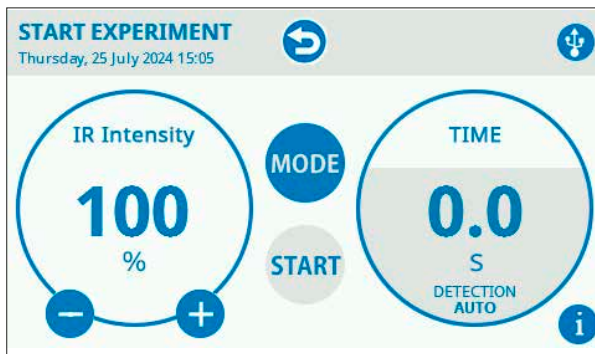 START EXPERIMENT
Thursday, 25 July 2024 15:05
IR Intensity
100
%
MODE
START
TIME
0.0
S
DETECTION
AUTO
i